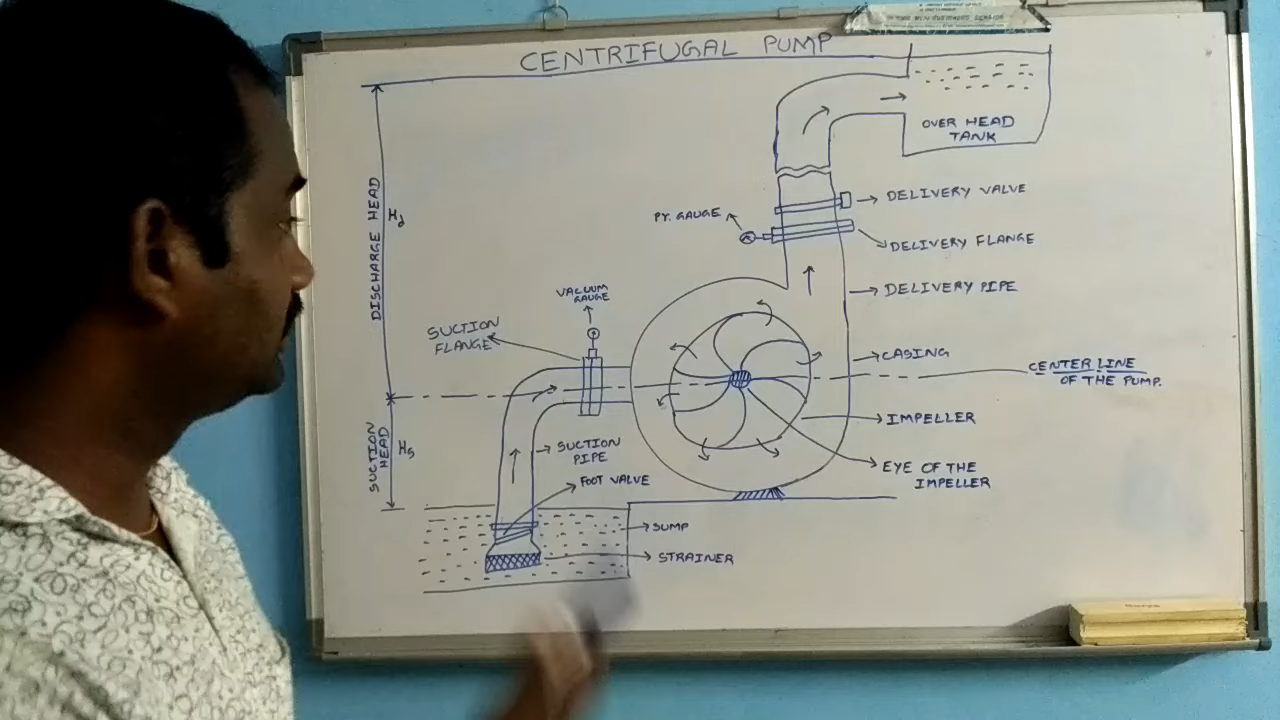 CENTRIFUGAL PUMP
OVER HEAD
TANK
DELIVERY VALVE
PY. GAUGE
DELIVERY FLANGE
DISCHARGE HEAD
Hd
DELIVERY PIPE
VACUUM
GAUGE
SUCTION
FLANGE
CASING
CENTER LINE
OF THE PUMP.
IMPELLER
SUCTION
HEAD
Hs
SUCTION
PIPE
EYE OF THE
IMPELLER
FOOT VALVE
SUMP
STRAINER